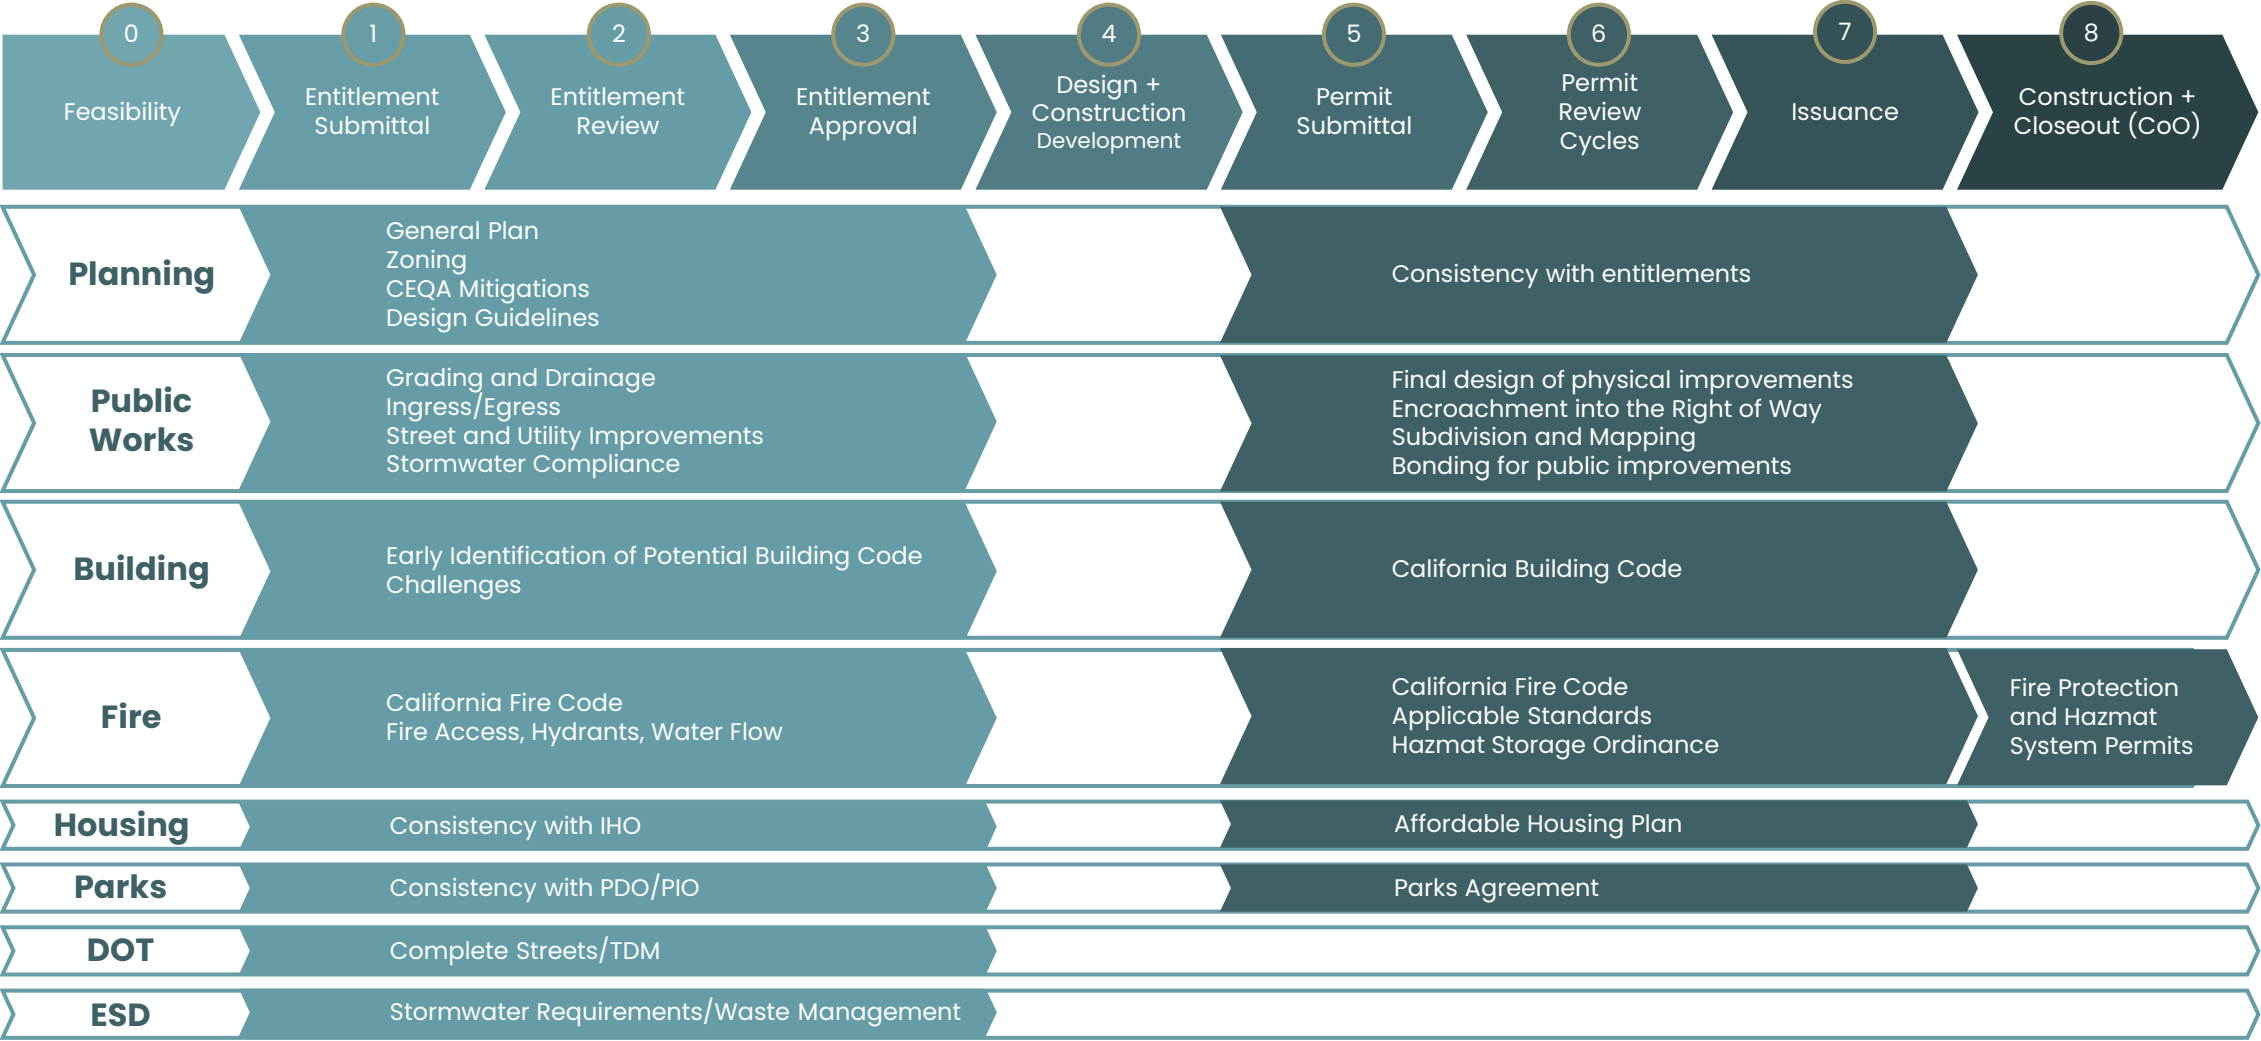 0
1
2
3
4
5
6
7
8
Feasibility
Entitlement
Submittal
Entitlement
Review
Entitlement
Approval
Design +
Construction
Development
Permit
Submittal
Permit
Review
Cycles
Issuance
Construction +
Closeout (CoO)
Planning
General Plan
Zoning
CEQA Mitigations
Design Guidelines
Consistency with entitlements
Public
Works
Grading and Drainage
Ingress/Egress
Street and Utility Improvements
Stormwater Compliance
Final design of physical improvements
Encroachment into the Right of Way
Subdivision and Mapping
Bonding for public improvements
Building
Early Identification of Potential Building Code
Challenges
California Building Code
Fire
California Fire Code
Fire Access, Hydrants, Water Flow
California Fire Code
Applicable Standards
Hazmat Storage Ordinance
Fire Protection
and Hazmat
System Permits
Housing
Consistency with IHO
Affordable Housing Plan
Parks
Consistency with PDO/PIO
Parks Agreement
DOT
Complete Streets/TDM
ESD
Stormwater Requirements/Waste Management